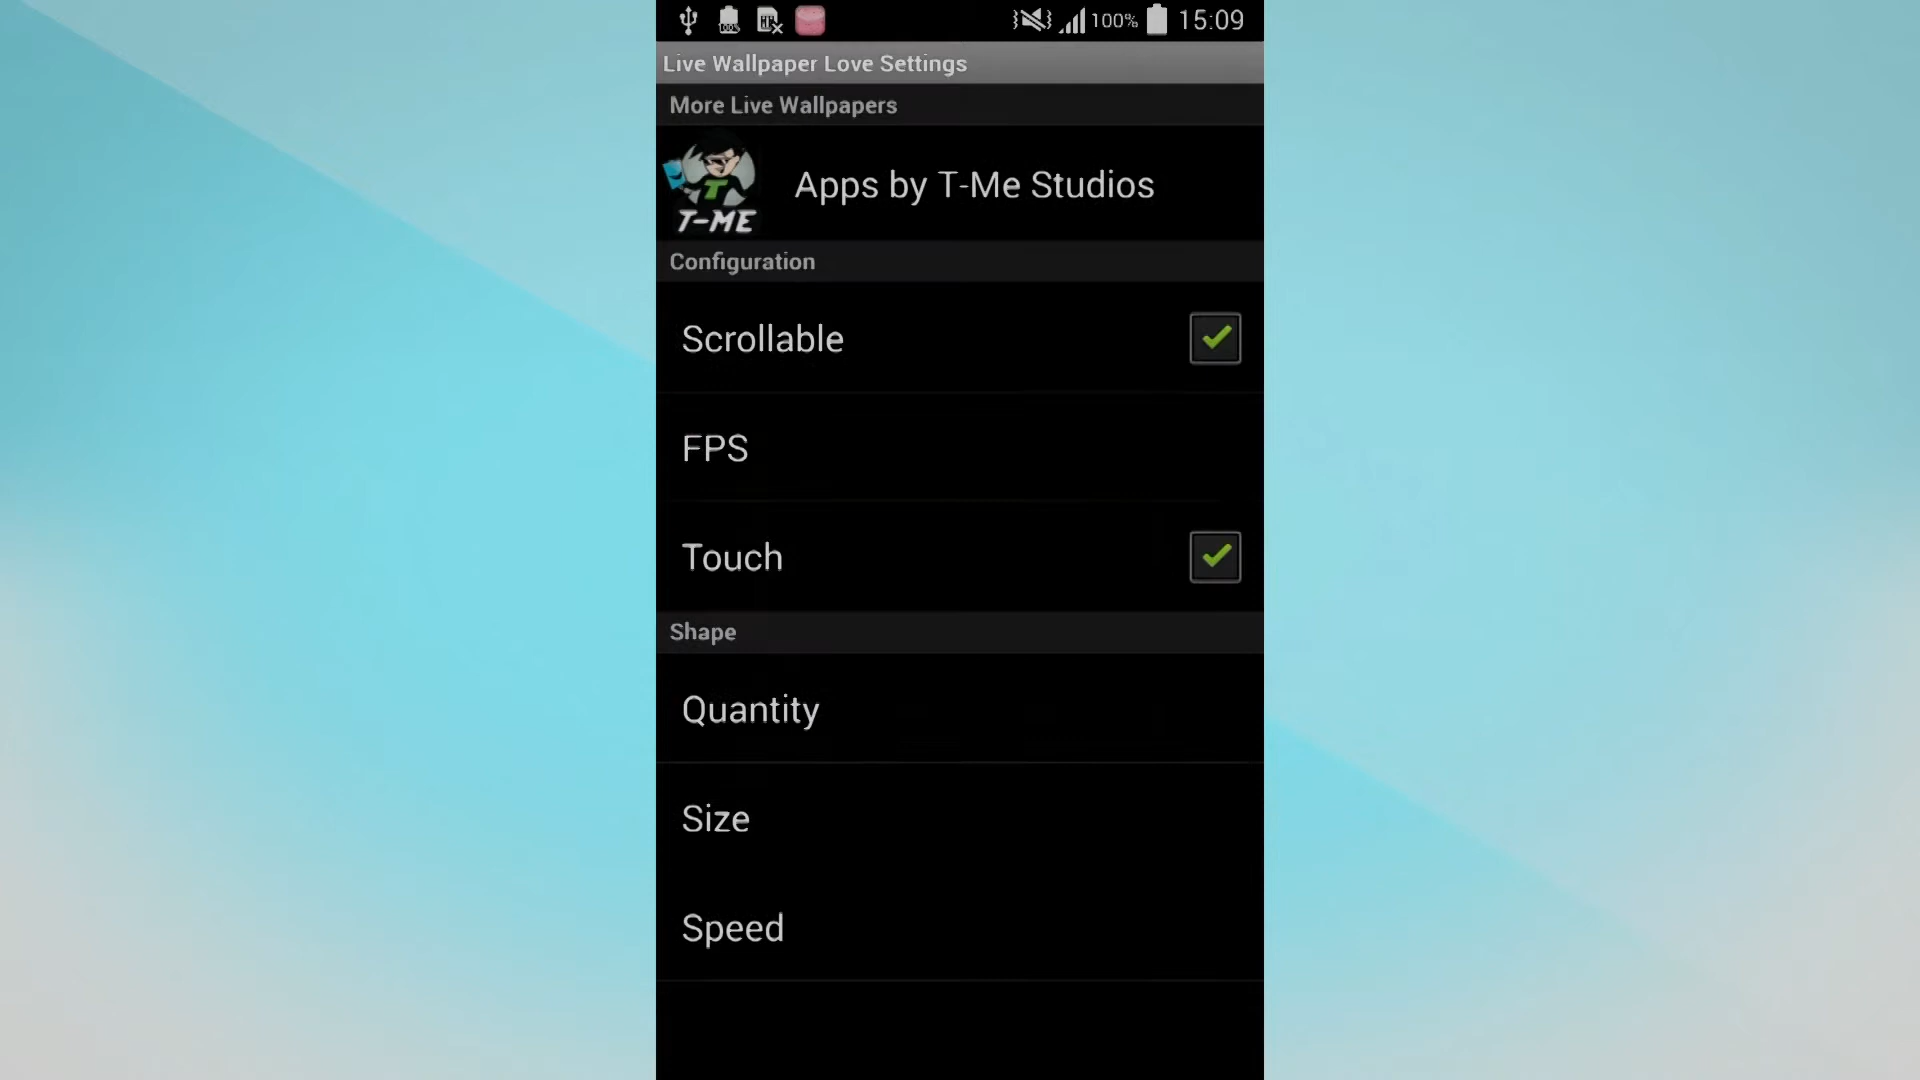 100% 15:09
Live Wallpaper Love Settings
More Live Wallpapers
T
T-ME
Apps by T-Me Studios
Configuration
Scrollable
FPS
Touch
Shape
Quantity
Size
Speed